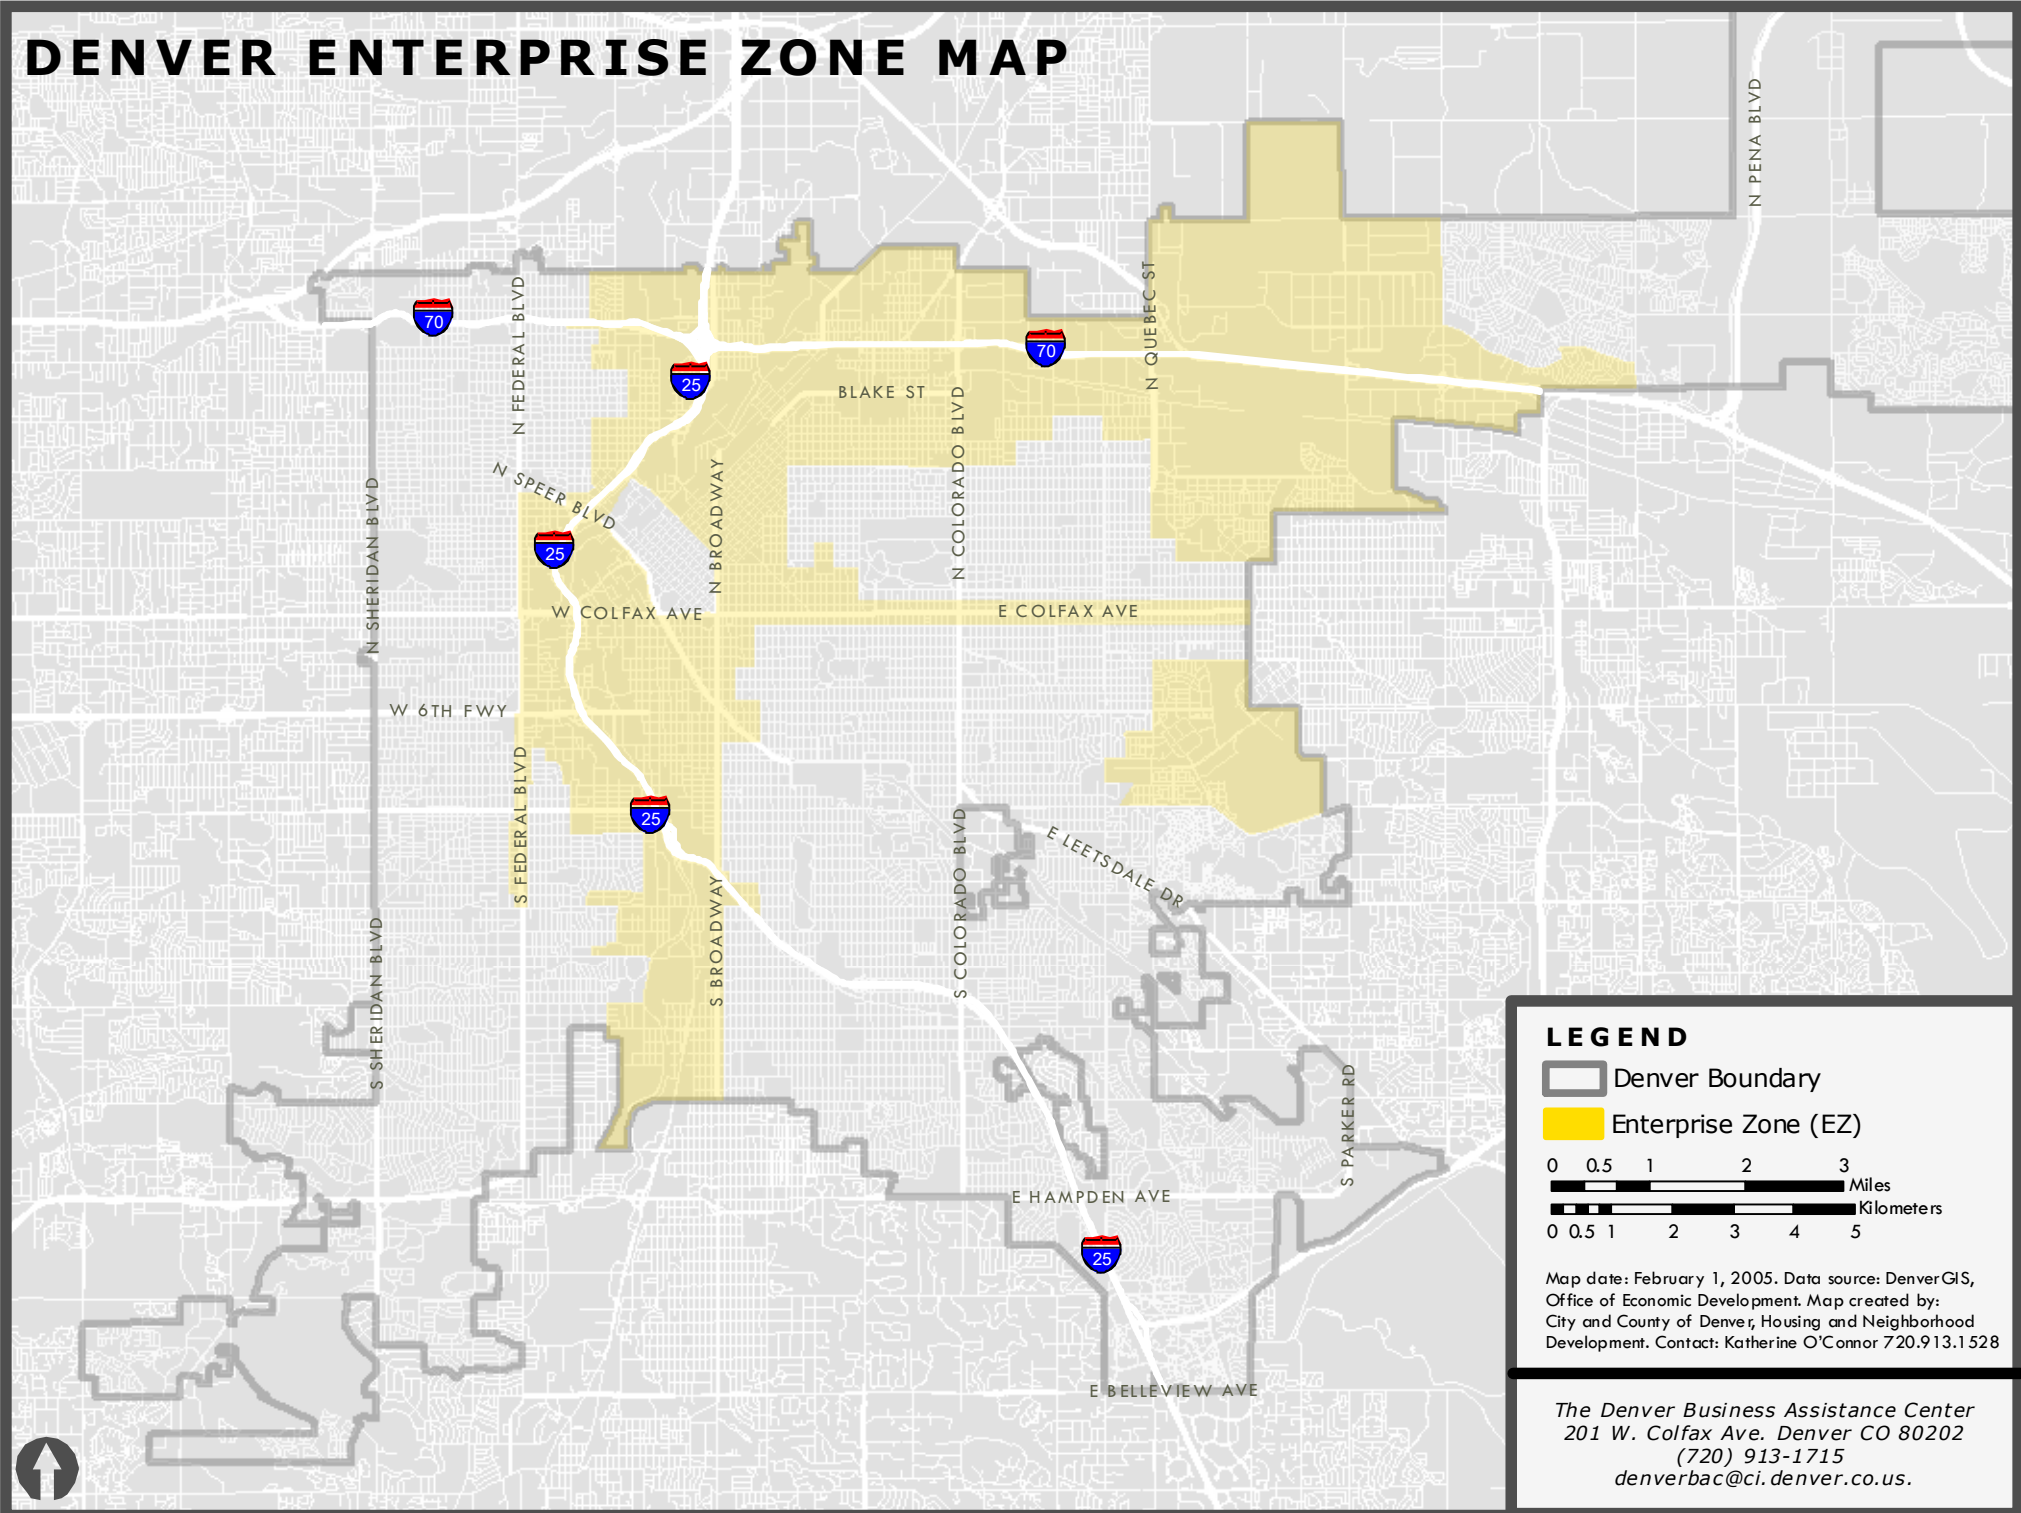 DENVER ENTERPRISE ZONE MAP
N PENA BLVD
70
N FEDERAL BLVD
N QUEBEC ST
70
25
BLAKE ST
N COLORADO BLVD
N SPEER BLVD
N BROADWAY
N SHERIDAN BLVD
25
W COLFAX AVE
E COLFAX AVE
W 6TH FWY
S FEDERAL BLVD
25
S COLORADO BLVD
E LEETSDALE DR
S BROADWAY
S SHERIDAN BLVD
S PARKER RD
E HAMPDEN AVE
25
E BELLEVIEW AVE
LEGEND
Denver Boundary
Enterprise Zone (EZ)
0 0.5 1 2 3
Miles
Kilometers
0 0.5 1 2 3 4 5
Map date: February 1, 2005. Data source: DenverGIS,
Office of Economic Development. Map created by:
City and County of Denver, Housing and Neighborhood
Development. Contact: Katherine O'Connor 720.913.1528
The Denver Business Assistance Center
201 W. Colfax Ave. Denver CO 80202
(720) 913-1715
denverbac@ci.denver.co.us.